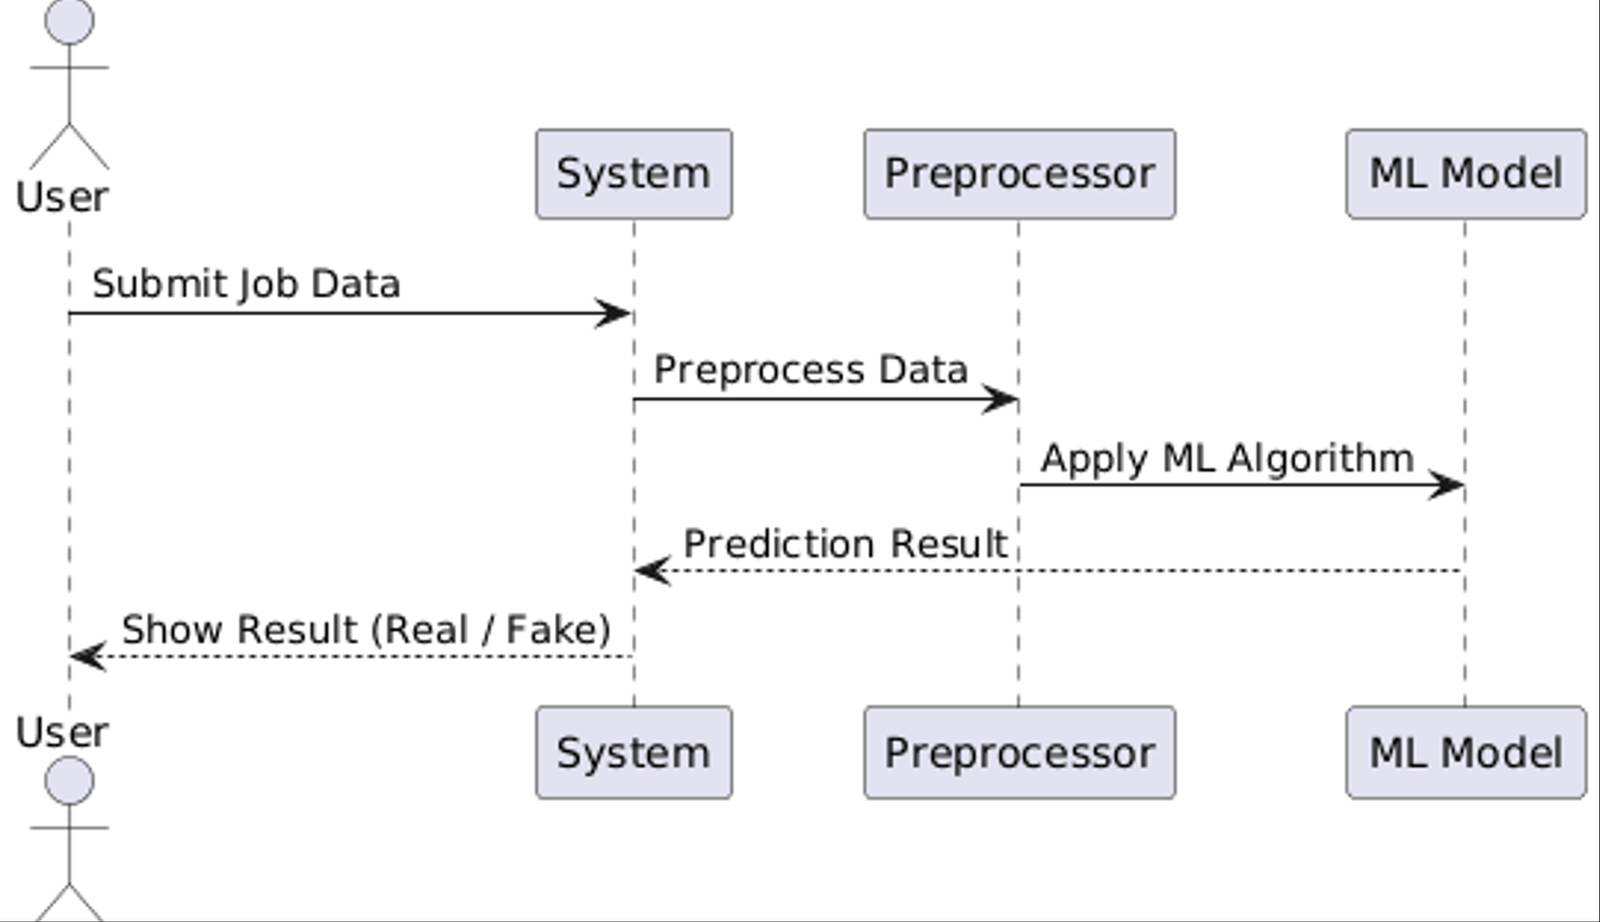 User
System
Preprocessor
ML Model
Submit Job Data
Preprocess Data
Apply ML Algorithm
Prediction Result
Show Result (Real / Fake)
User
System
Preprocessor
ML Model